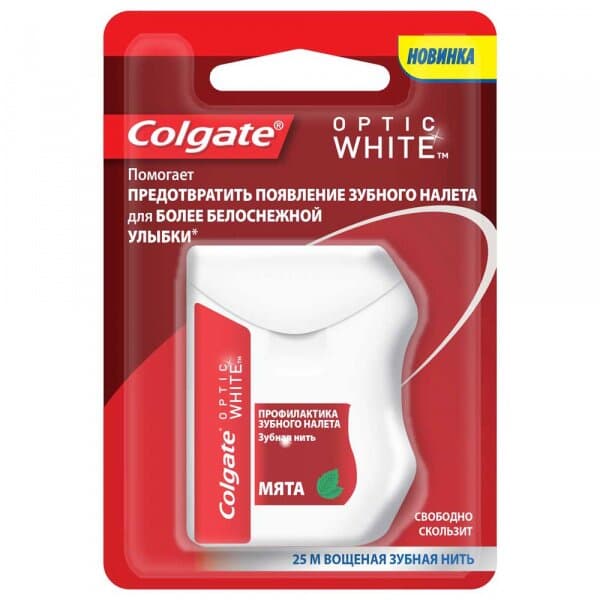 НОВИНКА
Colgate®
OPTIC
WHITE™
Помогает
ПРЕДОТВРАТИТЬ ПОЯВЛЕНИЕ ЗУБНОГО НАЛЕТА
для БОЛЕЕ БЕЛОСНЕЖНОЙ
УЛЫБКИ*
Colgate®
OPTIC
WHITE™
ПРОФИЛАКТИКА
ЗУБНОГО НАЛЕТА
Зубная нить
МЯТА
СВОБОДНО
СКОЛЬЗИТ
25 М ВОЩЕНАЯ ЗУБНАЯ НИТЬ